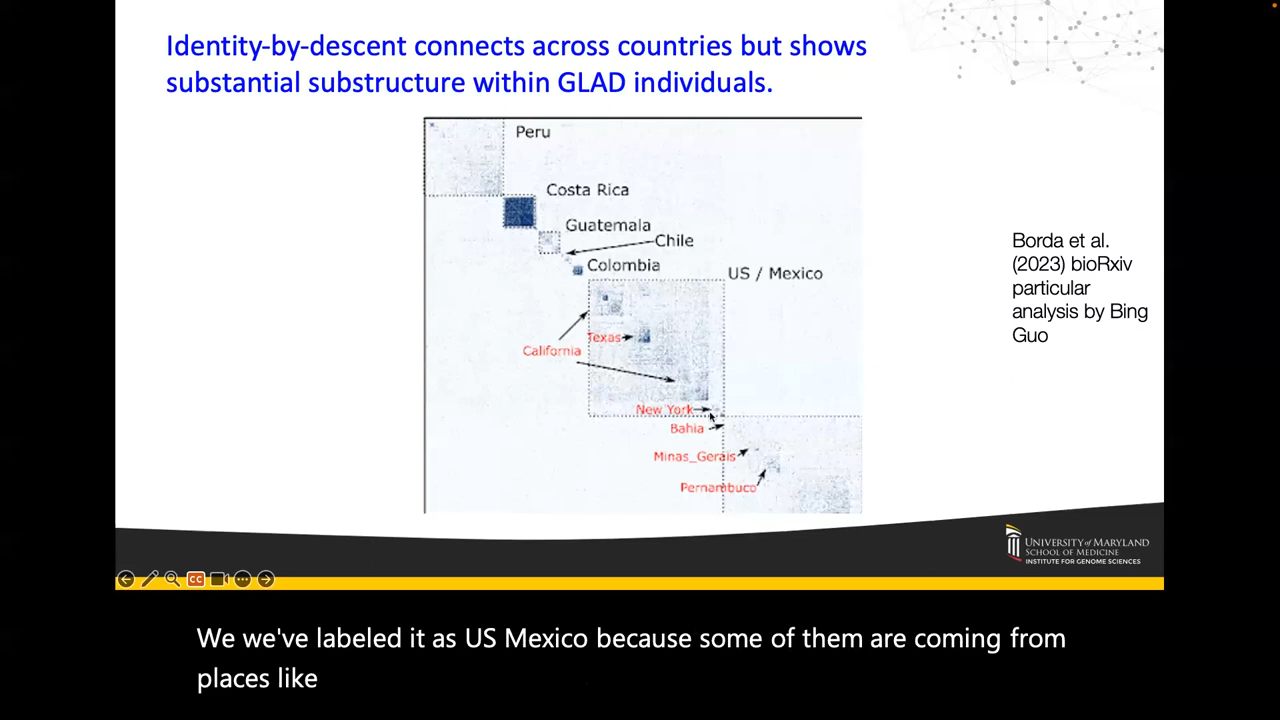 Identity-by-descent connects across countries but shows
substantial substructure within GLAD individuals.
Peru
Costa Rica
Guatemala
Chile
Colombia
US / Mexico
Texas
California
New York
Bahia
Minas_Gerais
Pernambuco
Borda et al.
(2023) bioRxiv
particular
analysis by Bing
Guo
UNIVERSITY of MARYLAND
SCHOOL OF MEDICINE
INSTITUTE FOR GENOME SCIENCES
CC
We we've labeled it as US Mexico because some of them are coming from
places like